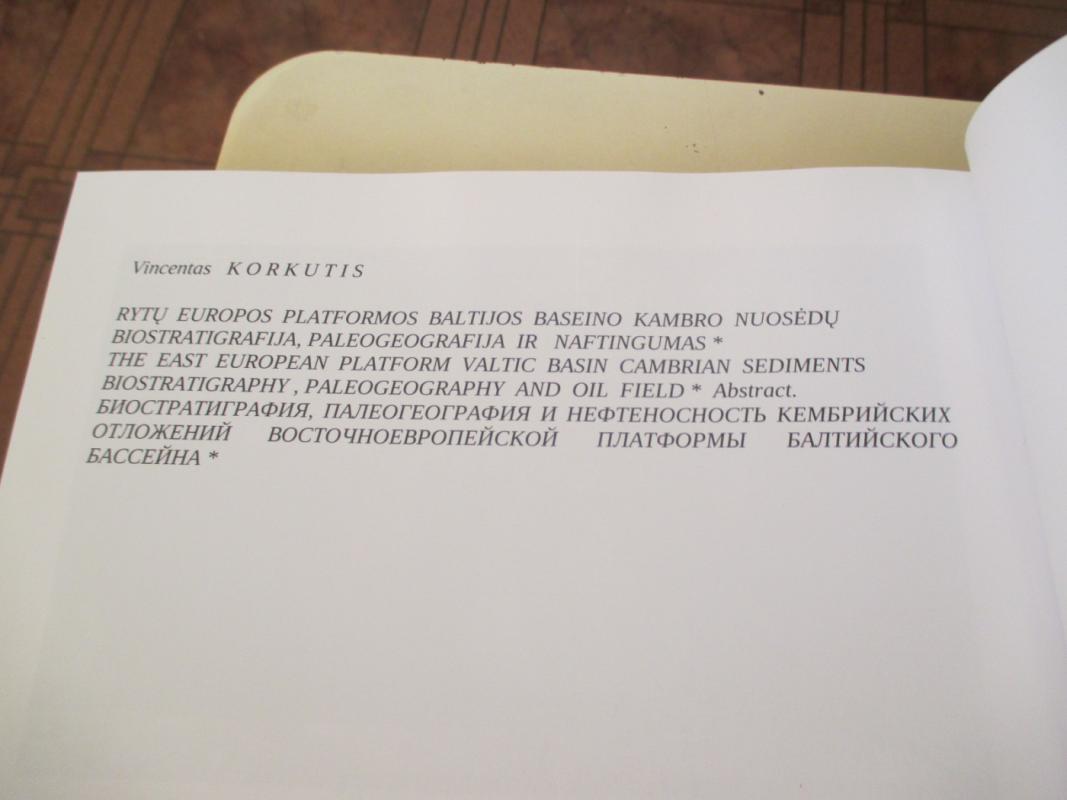 Vincentas KORKUTIS
RYTŲ EUROPOS PLATFORMOS BALTIJOS BASEINO KAMBRO NUOSĖDŲ
BIOSTRATIGRAFIJA, PALEOGEOGRAFIJA IR NAFTINGUMAS *
THE EAST EUROPEAN PLATFORM VALTIC BASIN CAMBRIAN SEDIMENTS
BIOSTRATIGRAPHY , PALEOGEOGRAPHY AND OIL FIELD * Abstract.
БИОСТРАТИГРАФИЯ, ПАЛЕОГЕОГРАФИЯ И НЕФТЕНОСНОСТЬ КЕМБРИЙСКИХ
ОТЛОЖЕНИЙ ВОСТОЧНОЕВРОПЕЙСКОЙ ПЛАТФОРМЫ БАЛТИЙСКОГО
БАССЕЙНА *